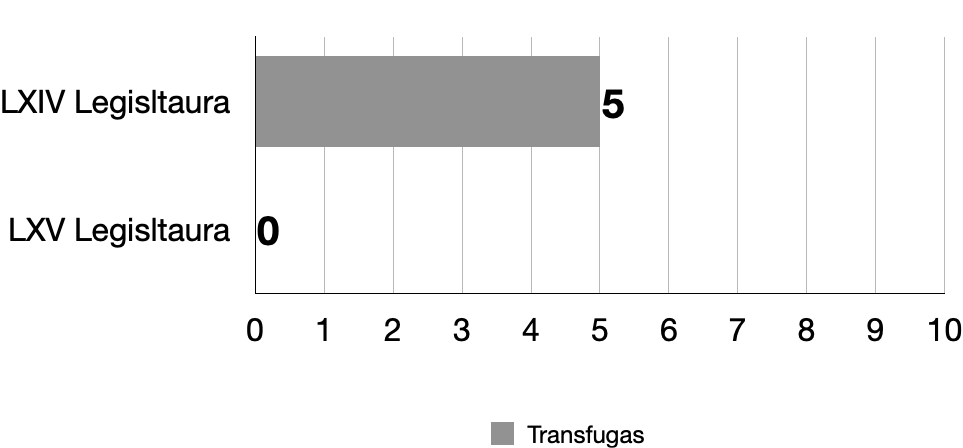 LXIV Legisltaura
5
LXV Legisltaura
0
0 1 2 3 4 5 6 7 8 9 10
Transfugas